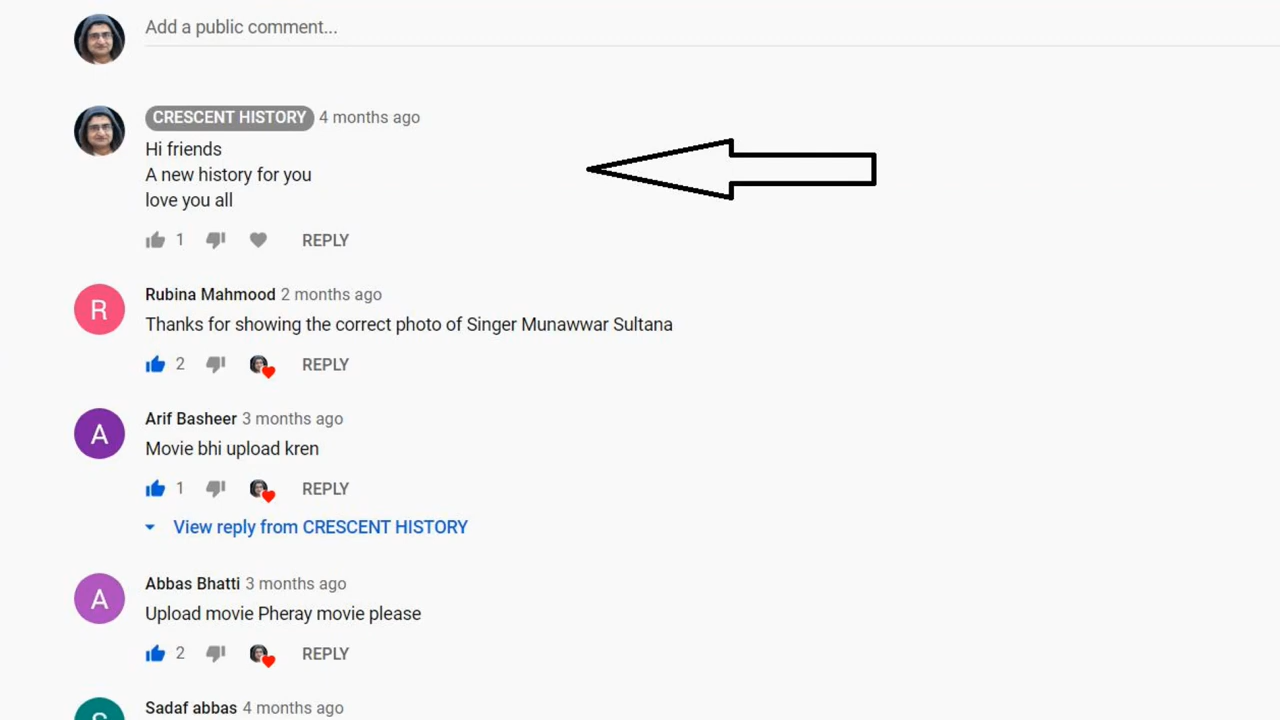 Add a public comment...
CRESCENT HISTORY 4 months ago
Hi friends
A new history for you
love you all
1 REPLY
R
Rubina Mahmood 2 months ago
Thanks for showing the correct photo of Singer Munawwar Sultana
2 REPLY
A
Arif Basheer 3 months ago
Movie bhi upload kren
1 REPLY
View reply from CRESCENT HISTORY
A
Abbas Bhatti 3 months ago
Upload movie Pheray movie please
2 REPLY
S
Sadaf abbas 4 months ago